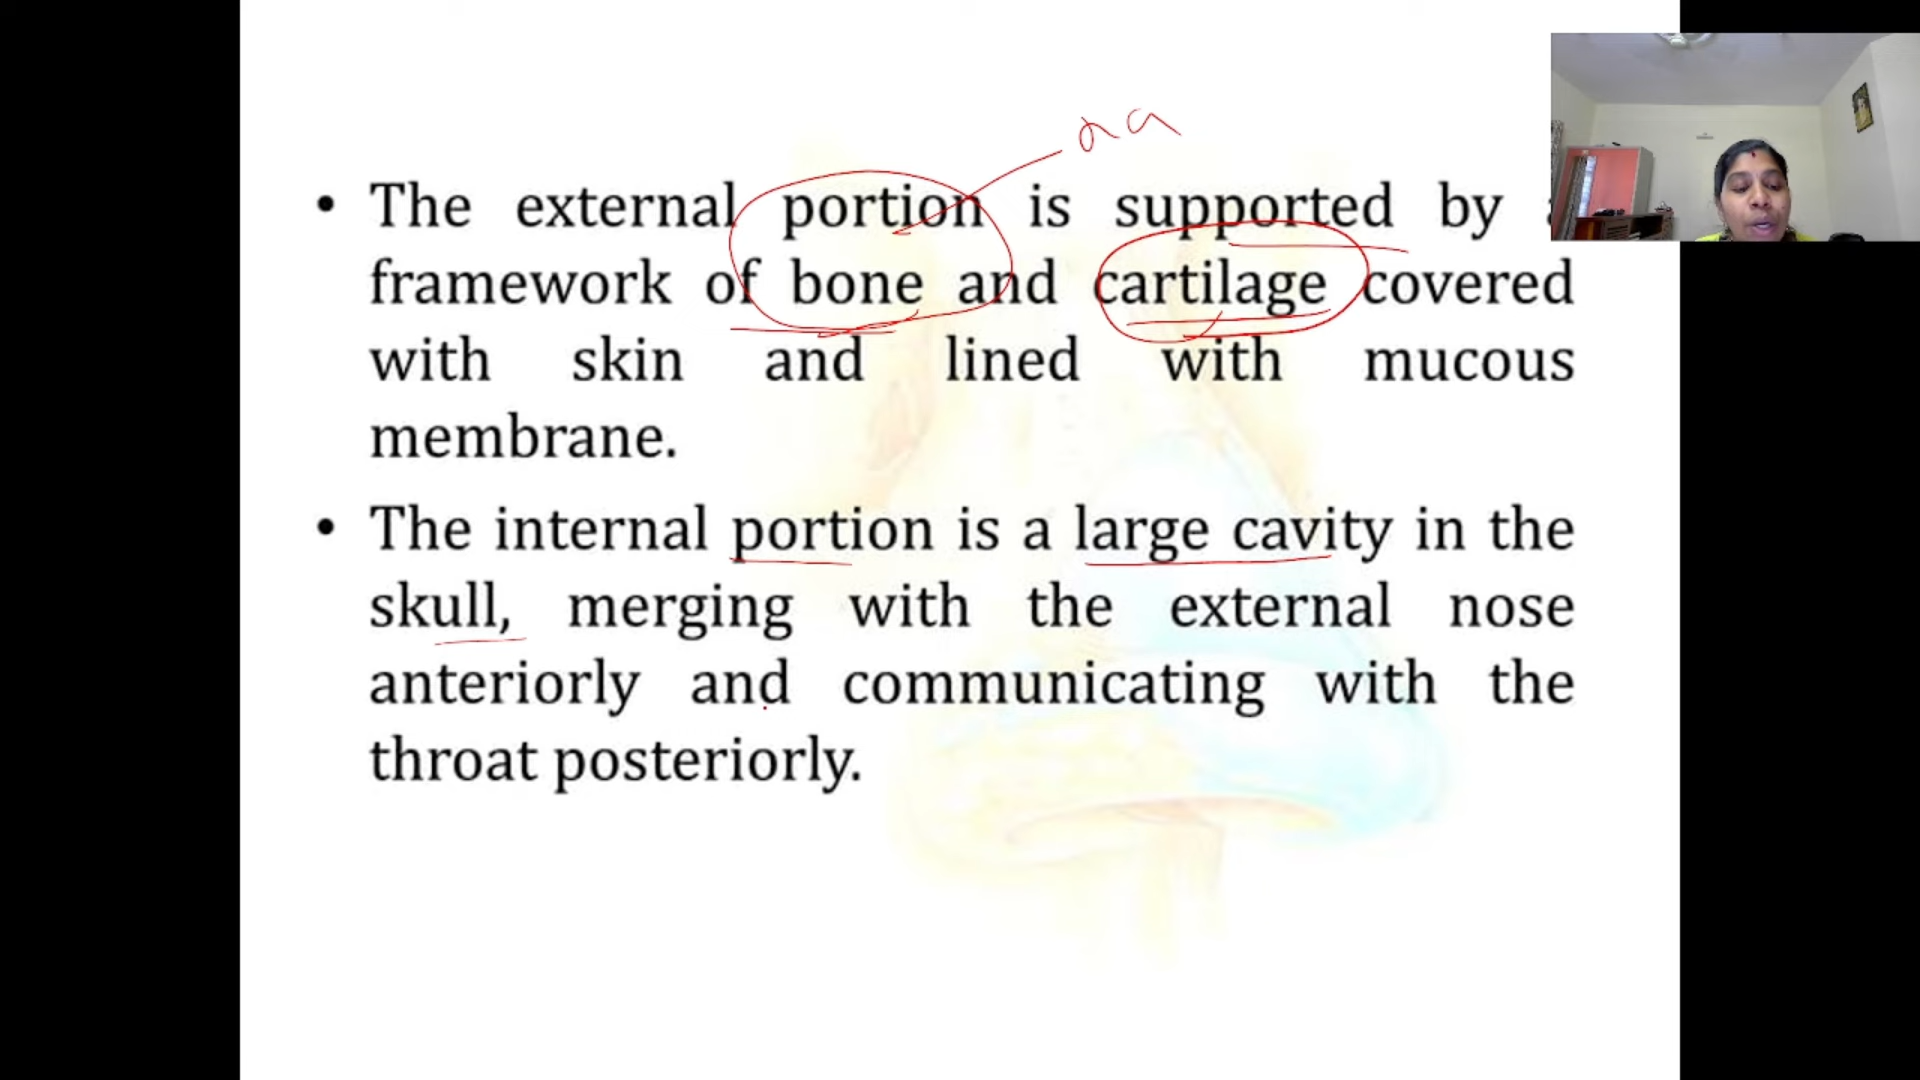 na
• The external portion is supported by a
framework of bone and cartilage covered
with skin and lined with mucous
membrane.
• The internal portion is a large cavity in the
skull, merging with the external nose
anteriorly and communicating with the
throat posteriorly.